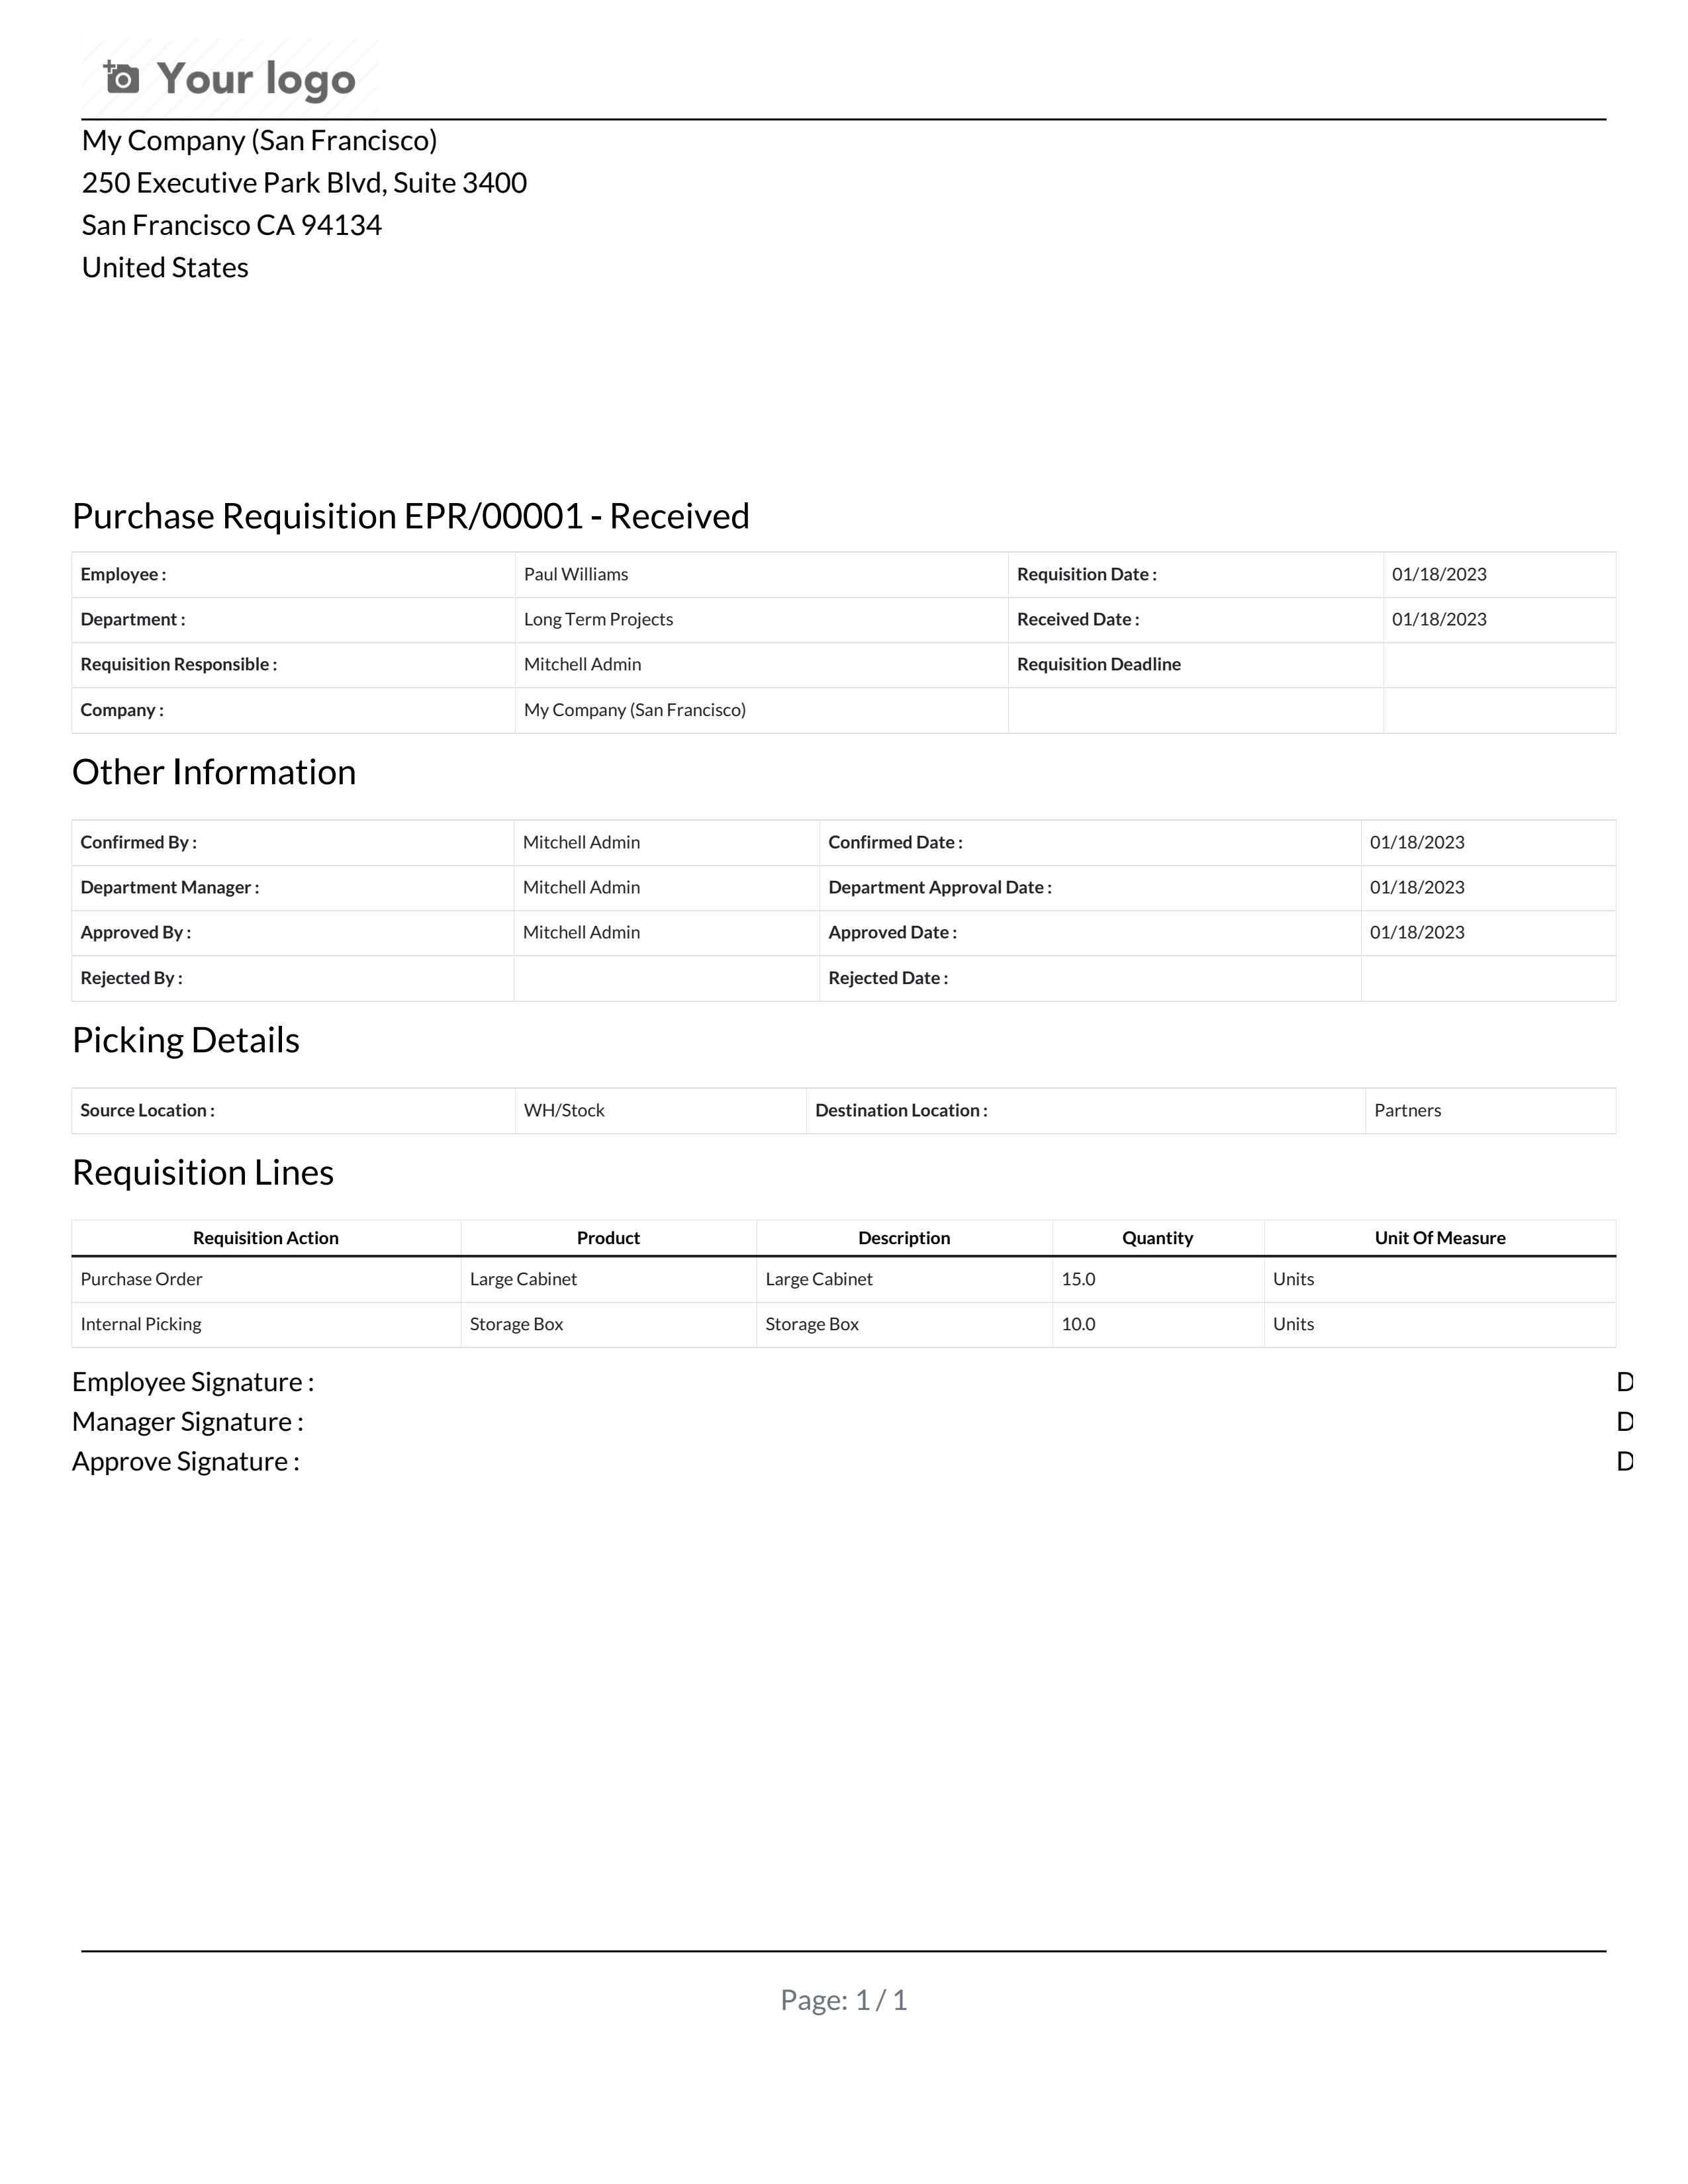 Your logo
My Company (San Francisco)
250 Executive Park Blvd, Suite 3400
San Francisco CA 94134
United States
Purchase Requisition EPR/00001 - Received
Employee : Paul Williams Requisition Date : 01/18/2023
Department : Long Term Projects Received Date : 01/18/2023
Requisition Responsible : Mitchell Admin Requisition Deadline
Company : My Company (San Francisco)
Other Information
Confirmed By : Mitchell Admin Confirmed Date : 01/18/2023
Department Manager : Mitchell Admin Department Approval Date : 01/18/2023
Approved By : Mitchell Admin Approved Date : 01/18/2023
Rejected By : Rejected Date :
Picking Details
Source Location : WH/Stock Destination Location : Partners
Requisition Lines
Requisition Action Product Description Quantity Unit Of Measure
Purchase Order Large Cabinet Large Cabinet 15.0 Units
Internal Picking Storage Box Storage Box 10.0 Units
Employee Signature : D
Manager Signature : D
Approve Signature : D
Page: 1 / 1